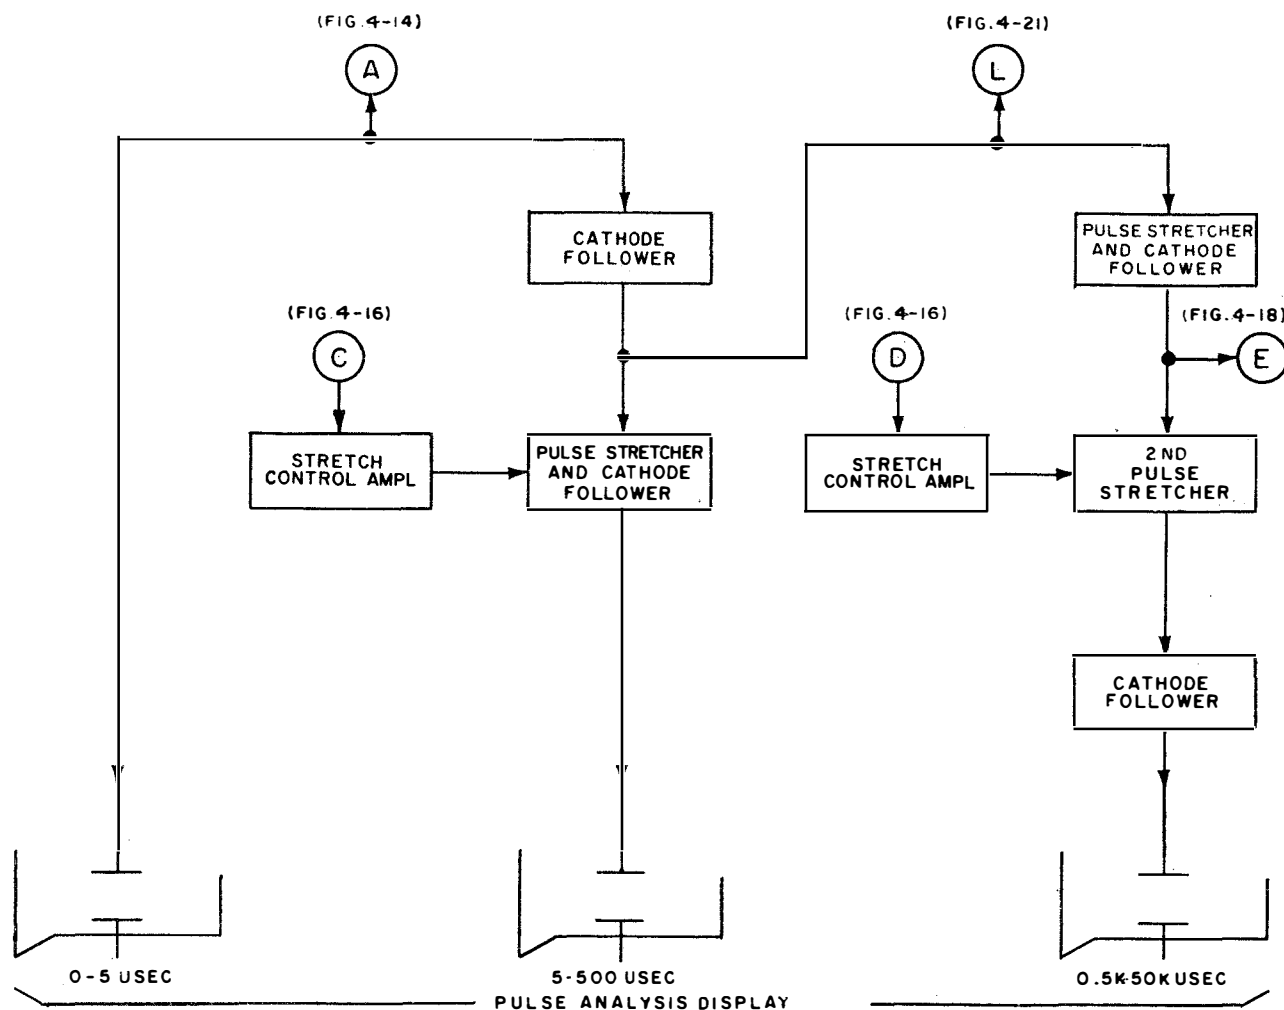 (FIG.4-14)
A
(FIG.4-21)
L
CATHODE
FOLLOWER
PULSE STRETCHER
AND CATHODE
FOLLOWER
(FIG.4-16)
C
(FIG.4-16)
D
(FIG.4-18)
E
STRETCH
CONTROL AMPL
PULSE STRETCHER
AND CATHODE
FOLLOWER
STRETCH
CONTROL AMPL
2ND
PULSE
STRETCHER
CATHODE
FOLLOWER
0-5 USEC
5-500 USEC
0.5K-50K USEC
PULSE ANALYSIS DISPLAY